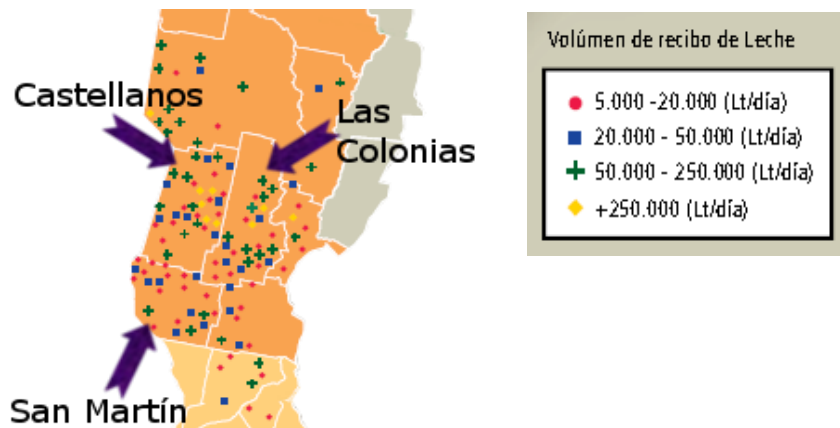 Castellanos
Las
Colonias
San Martín
Volúmen de recibo de Leche
5.000 -20.000 (Lt/día)
20.000 - 50.000 (Lt/día)
50.000 - 250.000 (Lt/día)
+250.000 (Lt/día)